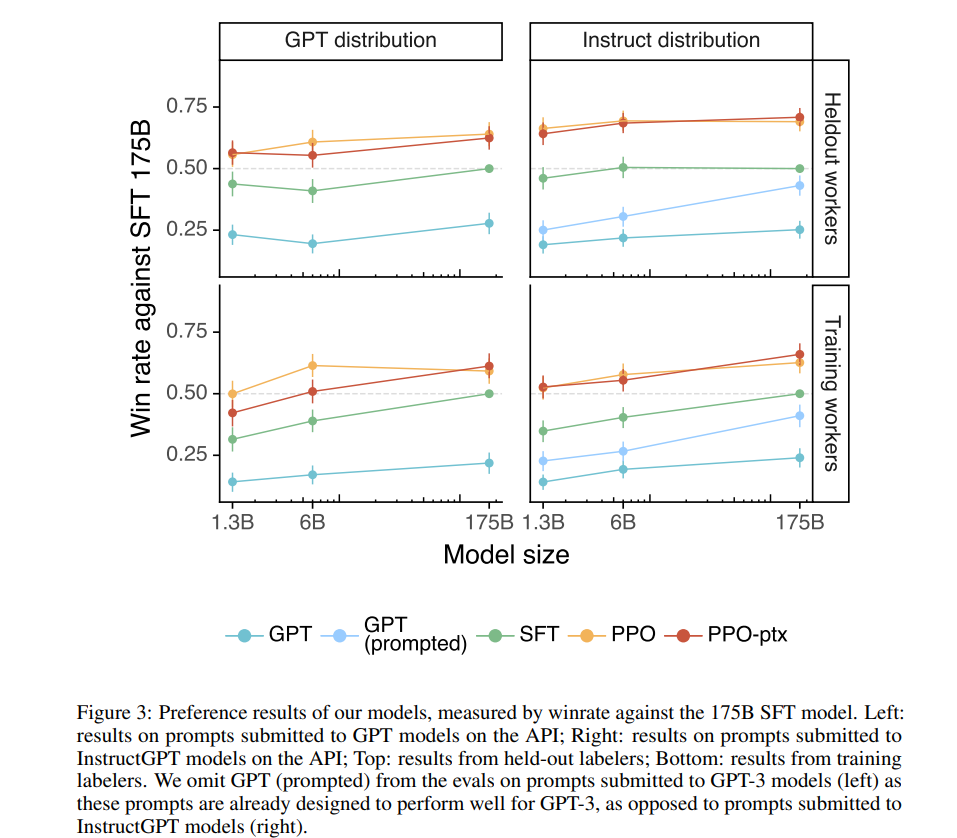 GPT distribution
Instruct distribution
Heldout workers
Training workers
Win rate against SFT 175B
0.75
0.50
0.25
0.75
0.50
0.25
1.3B
6B
175B
1.3B
6B
175B
Model size
GPT
GPT
(prompted)
SFT
PPO
PPO-ptx
Figure 3: Preference results of our models, measured by winrate against the 175B SFT model. Left:
results on prompts submitted to GPT models on the API; Right: results on prompts submitted to
InstructGPT models on the API; Top: results from held-out labelers; Bottom: results from training
labelers. We omit GPT (prompted) from the evals on prompts submitted to GPT-3 models (left) as
these prompts are already designed to perform well for GPT-3, as opposed to prompts submitted to
InstructGPT models (right).